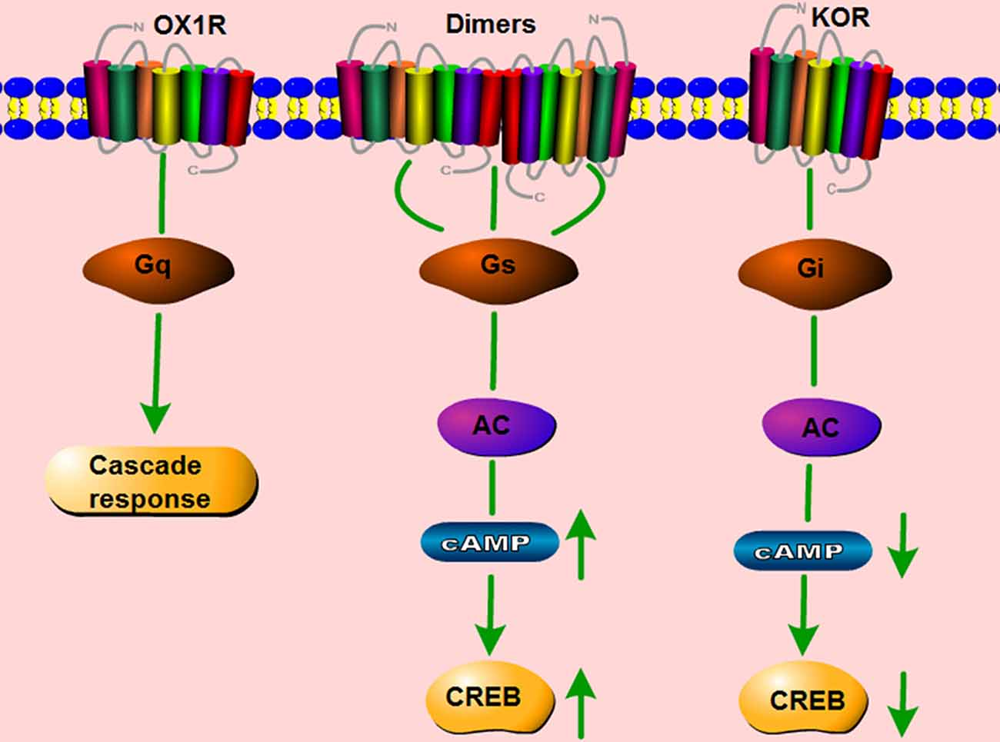 OX1R
Dimers
KOR
N
N
N
N
C
C
C
C
Gq
Gs
Gi
AC
AC
Cascade
response
cAMP
cAMP
CREB
CREB